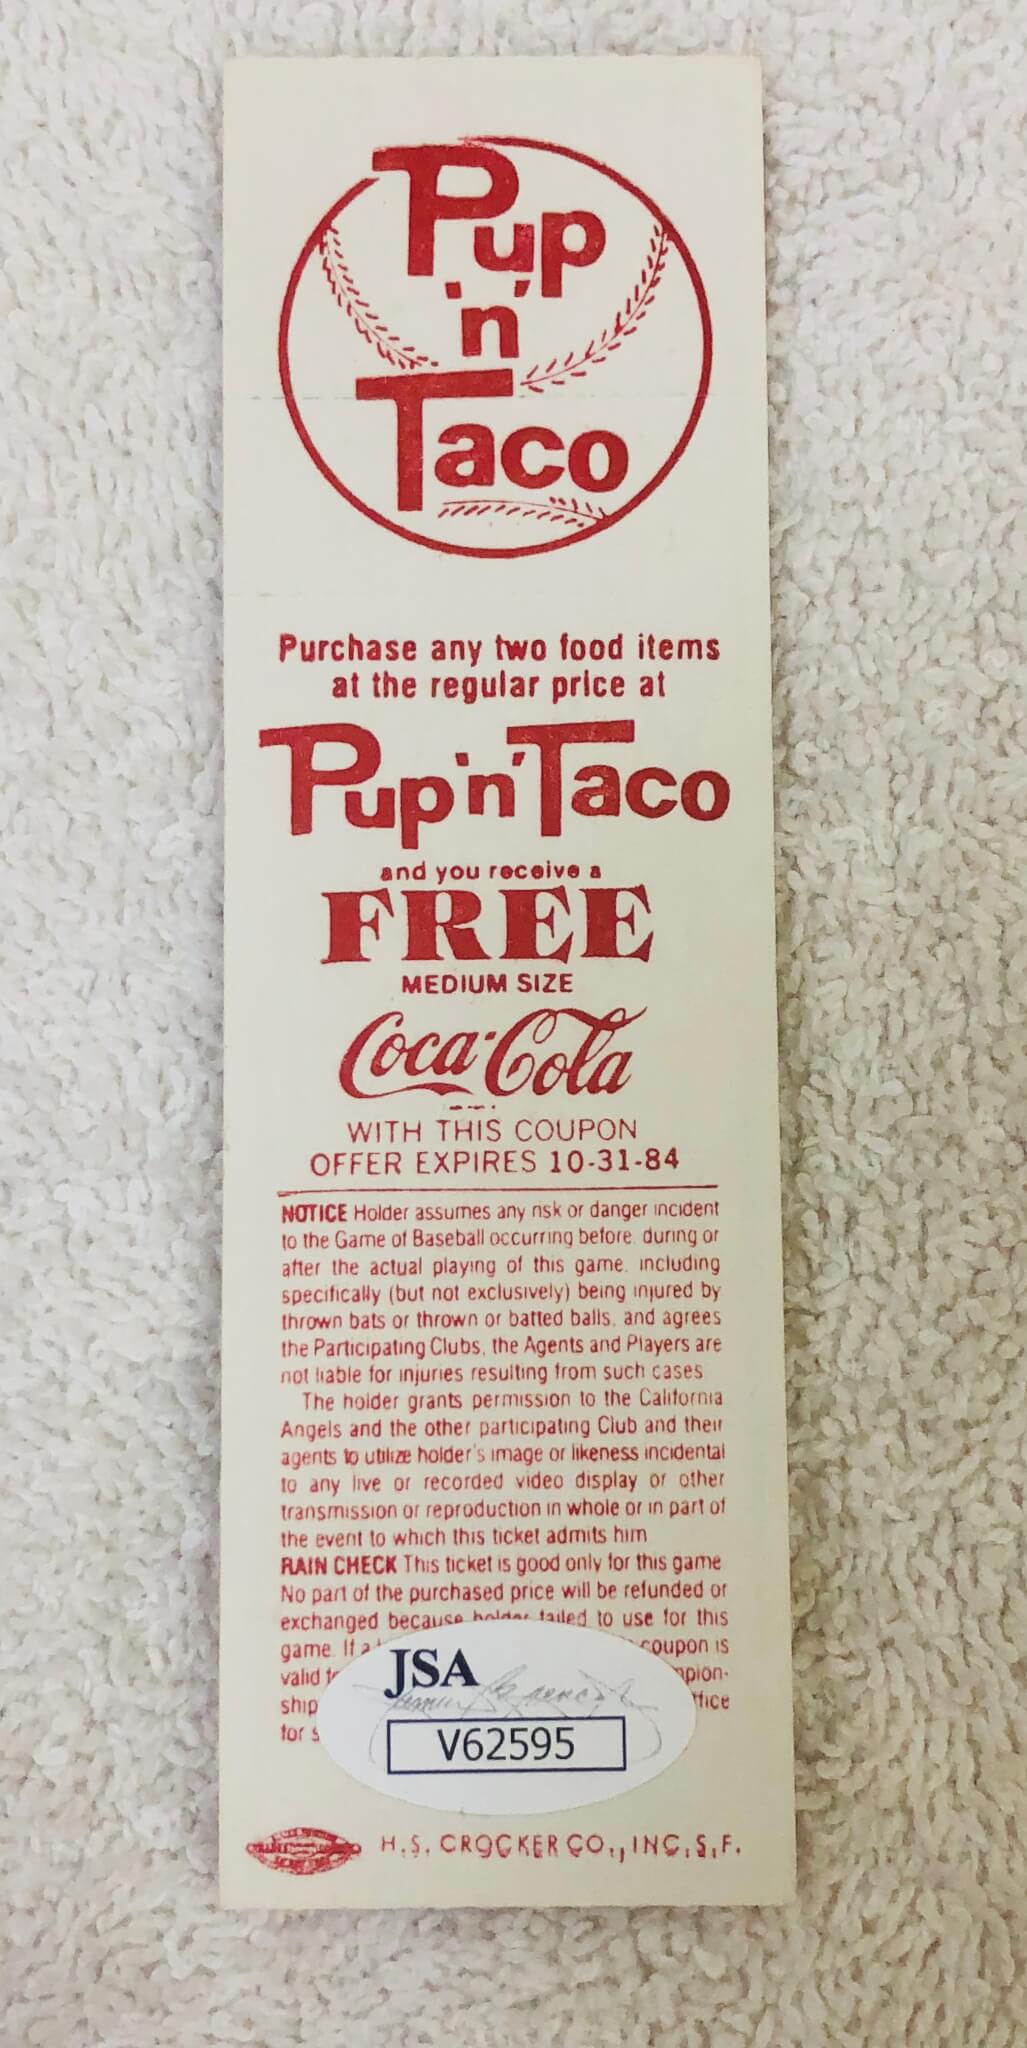 Pup
'n'
Taco
Purchase any two food items
at the regular price at
Pup 'n' Taco
and you receive a
FREE
MEDIUM SIZE
Coca-Cola
WITH THIS COUPON
OFFER EXPIRES 10-31-84
NOTICE Holder assumes any risk or danger incident
to the Game of Baseball occurring before, during or
after the actual playing of this game, including
specifically (but not exclusively) being injured by
thrown bats or thrown or batted balls, and agrees
the Participating Clubs, the Agents and Players are
not liable for injuries resulting from such cases
The holder grants permission to the California
Angels and the other participating Club and their
agents to utilize holder's image or likeness incidental
to any live or recorded video display or other
transmission or reproduction in whole or in part of
the event to which this ticket admits him
RAIN CHECK This ticket is good only for this game
No part of the purchased price will be refunded or
exchanged because holder failed to use for this
game. If a coupon is
valid
ship
for
JSA
V62595
H.S. CROCKER CO., INC, S.F.